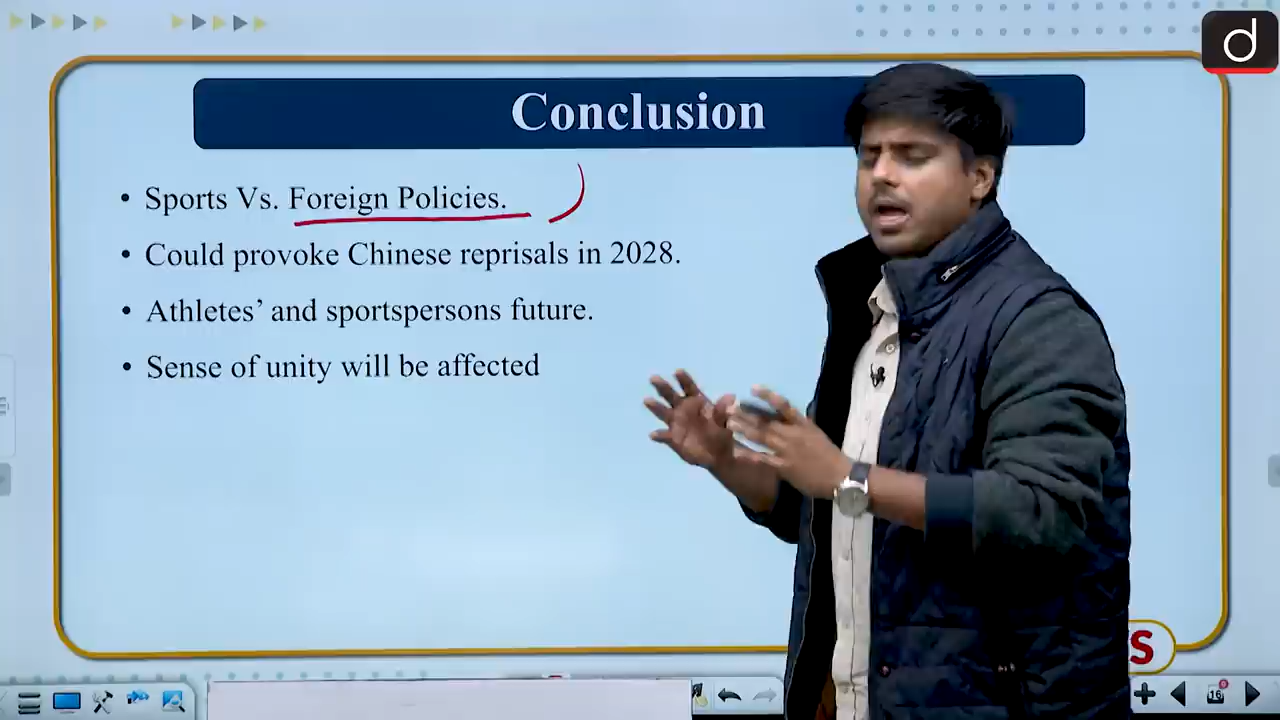 d
Conclusion
• Sports Vs. Foreign Policies.
• Could provoke Chinese reprisals in 2028.
• Athletes’ and sportspersons future.
• Sense of unity will be affected
S
16